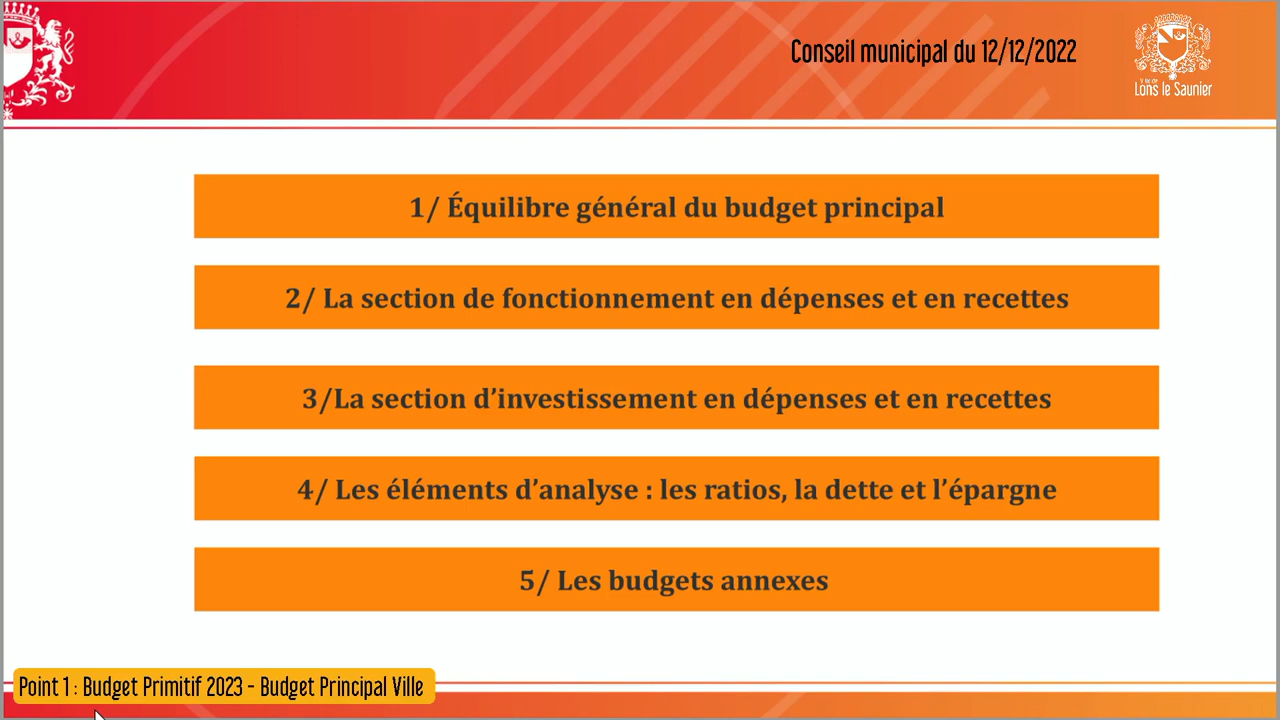 Conseil municipal du 12/12/2022
Ville de
Lons le Saunier
1/ Équilibre général du budget principal
2/ La section de fonctionnement en dépenses et en recettes
3/La section d’investissement en dépenses et en recettes
4/ Les éléments d’analyse : les ratios, la dette et l’épargne
5/ Les budgets annexes
Point 1 : Budget Primitif 2023 - Budget Principal Ville